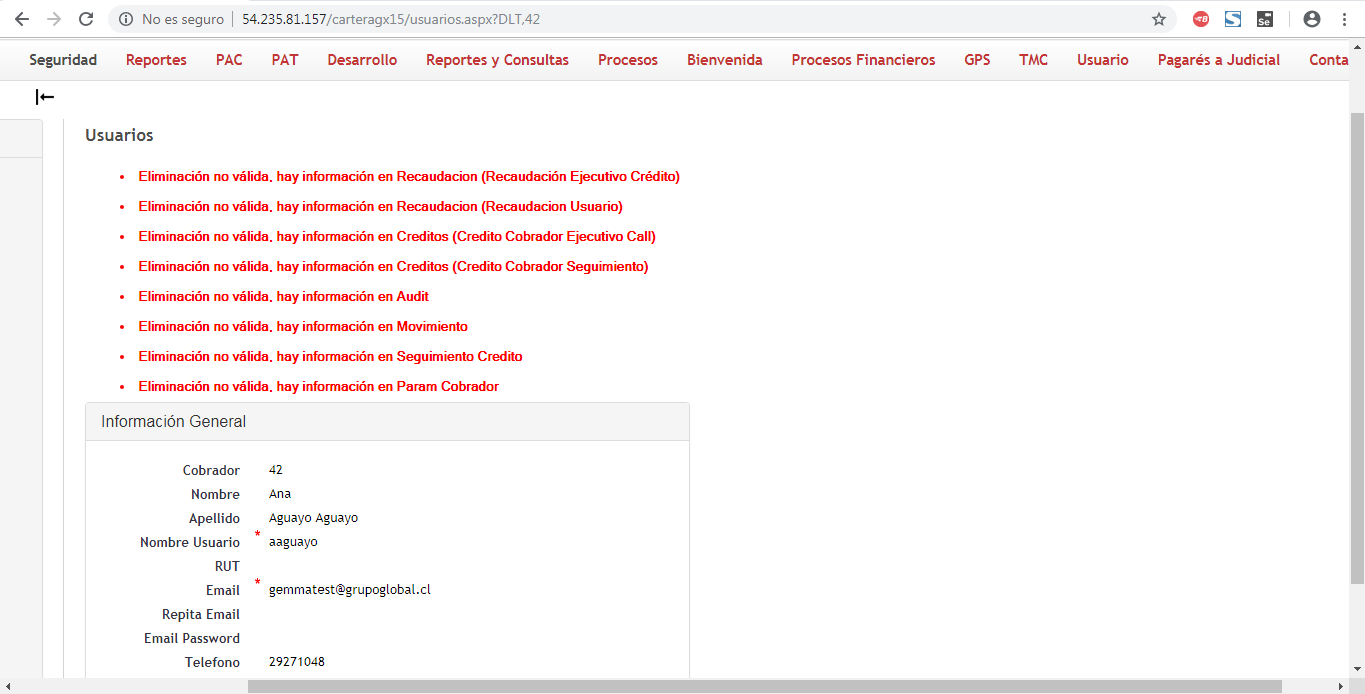 No es seguro | 54.235.81.157/carteragx15/usuarios.aspx?DLT,42
Seguridad Reportes PAC PAT Desarrollo Reportes y Consultas Procesos Bienvenida Procesos Financieros GPS TMC Usuario Pagarés a Judicial Conta
Usuarios
• Eliminación no válida, hay información en Recaudacion (Recaudación Ejecutivo Crédito)
• Eliminación no válida, hay información en Recaudacion (Recaudacion Usuario)
• Eliminación no válida, hay información en Creditos (Credito Cobrador Ejecutivo Call)
• Eliminación no válida, hay información en Creditos (Credito Cobrador Seguimiento)
• Eliminación no válida, hay información en Audit
• Eliminación no válida, hay información en Movimiento
• Eliminación no válida, hay información en Seguimiento Credito
• Eliminación no válida, hay información en Param Cobrador
Información General
Cobrador 42
Nombre Ana
Apellido Aguayo Aguayo
Nombre Usuario * aaguayo
RUT
Email * gemmatest@grupoglobal.cl
Repita Email
Email Password
Telefono 29271048